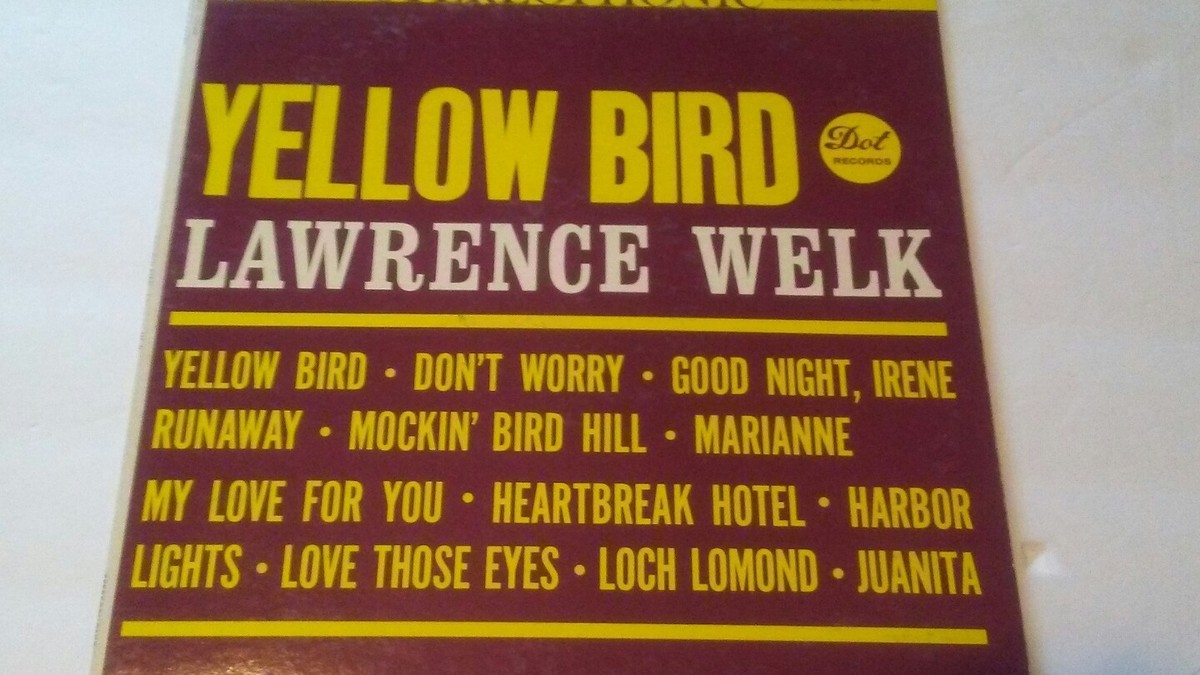 YELLOW BIRD
Dot
RECORDS
LAWRENCE WELK
YELLOW BIRD • DON'T WORRY • GOOD NIGHT, IRENE
RUNAWAY • MOCKIN' BIRD HILL • MARIANNE
MY LOVE FOR YOU • HEARTBREAK HOTEL • HARBOR
LIGHTS • LOVE THOSE EYES • LOCH LOMOND • JUANITA